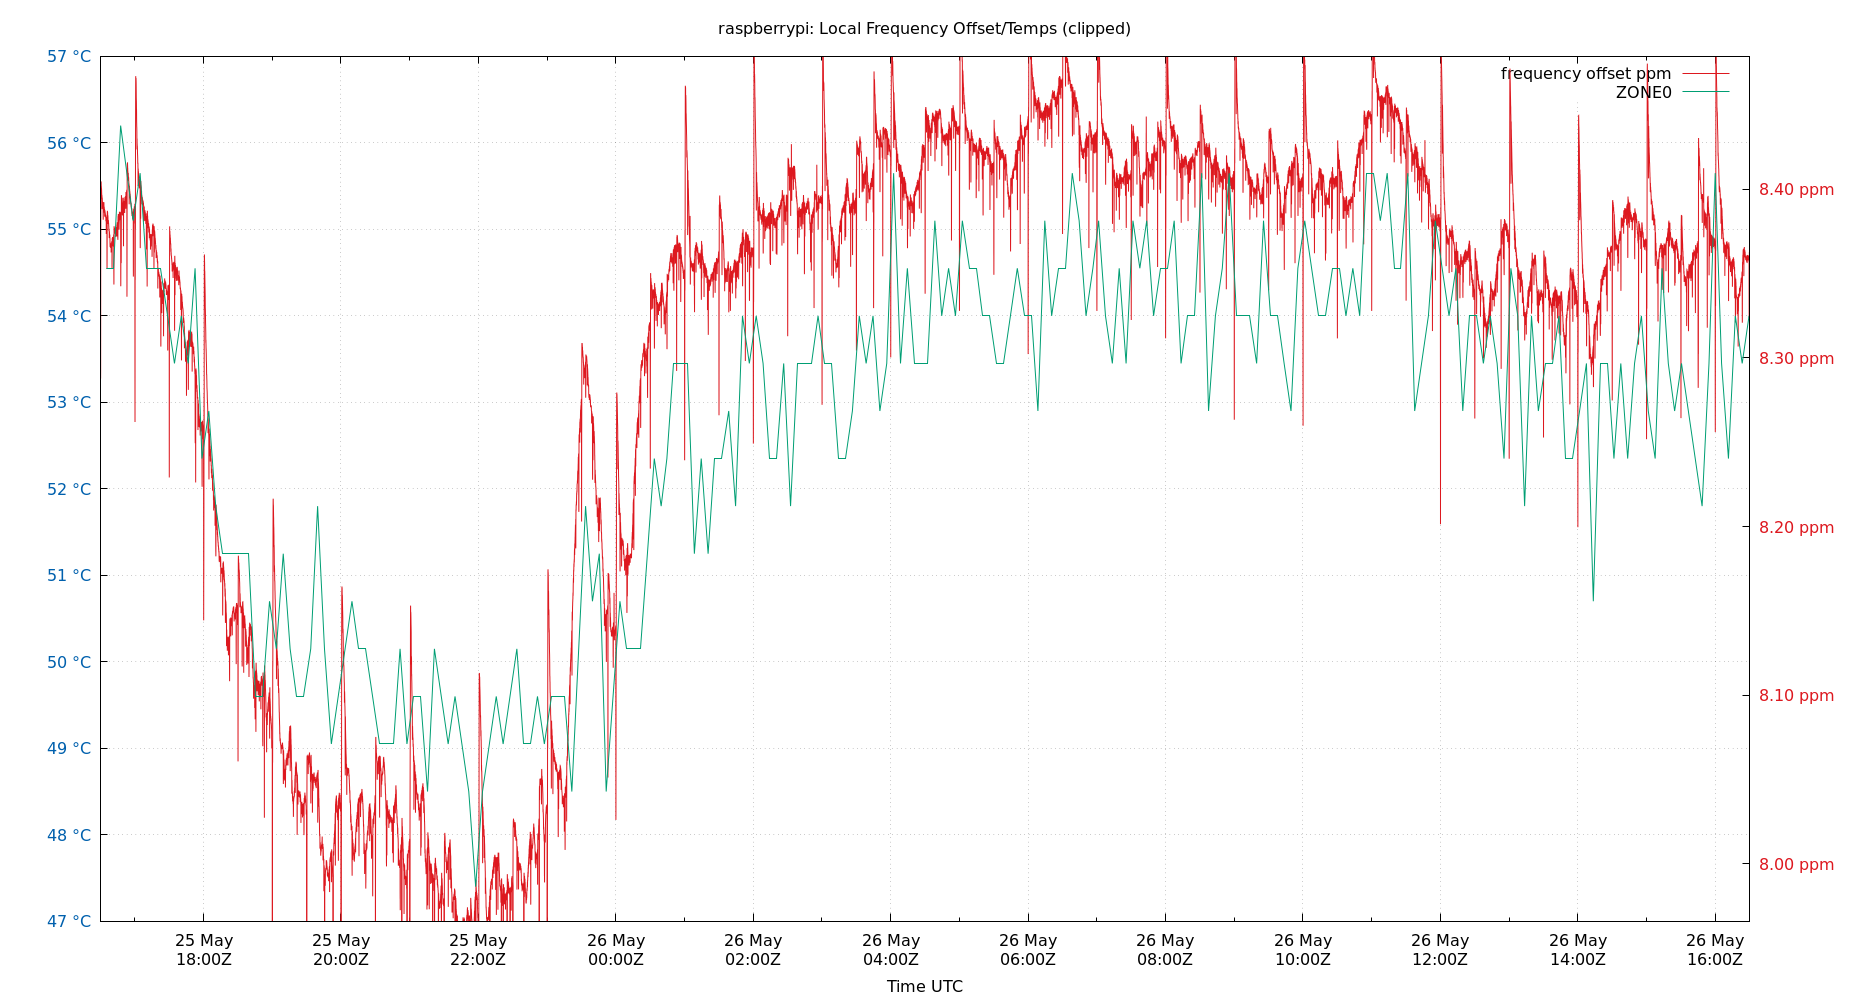 raspberrypi: Local Frequency Offset/Temps (clipped)
57 °C
56 °C
55 °C
54 °C
53 °C
52 °C
51 °C
50 °C
49 °C
48 °C
47 °C
frequency offset ppm
ZONE0
8.40 ppm
8.30 ppm
8.20 ppm
8.10 ppm
8.00 ppm
25 May 25 May 25 May 26 May 26 May 26 May 26 May 26 May 26 May 26 May 26 May 26 May
18:00Z 20:00Z 22:00Z 00:00Z 02:00Z 04:00Z 06:00Z 08:00Z 10:00Z 12:00Z 14:00Z 16:00Z
Time UTC